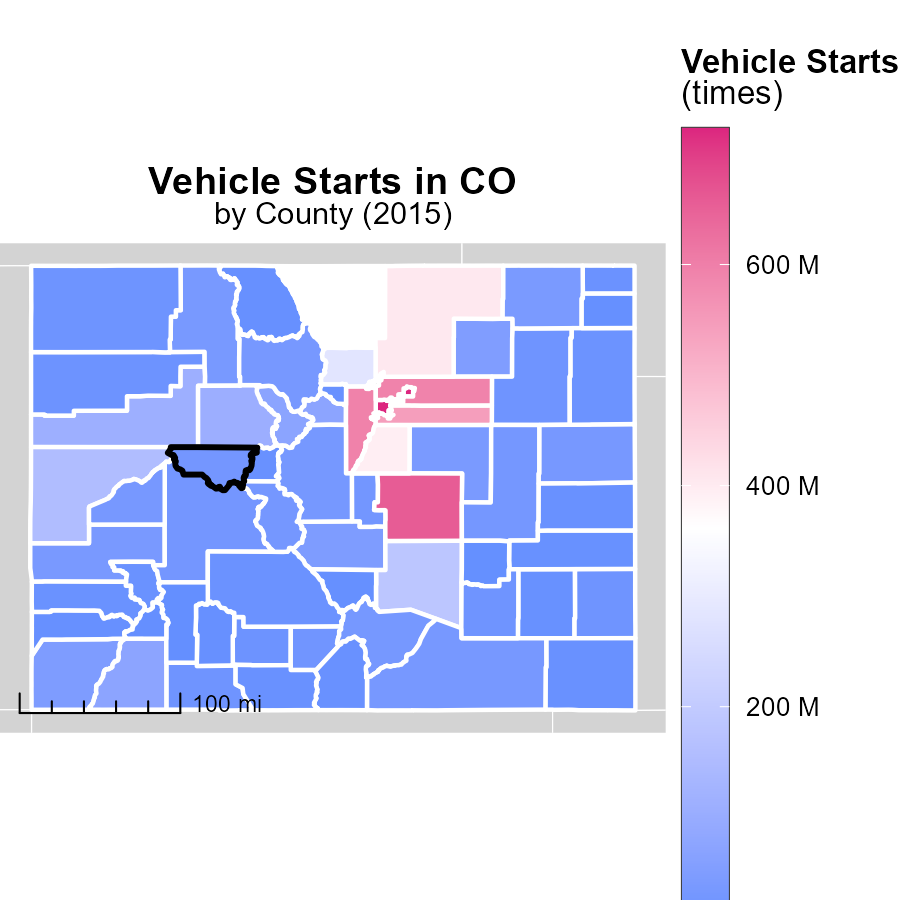 Vehicle Starts
(times)
Vehicle Starts in CO
by County (2015)
600 M
400 M
200 M
100 mi